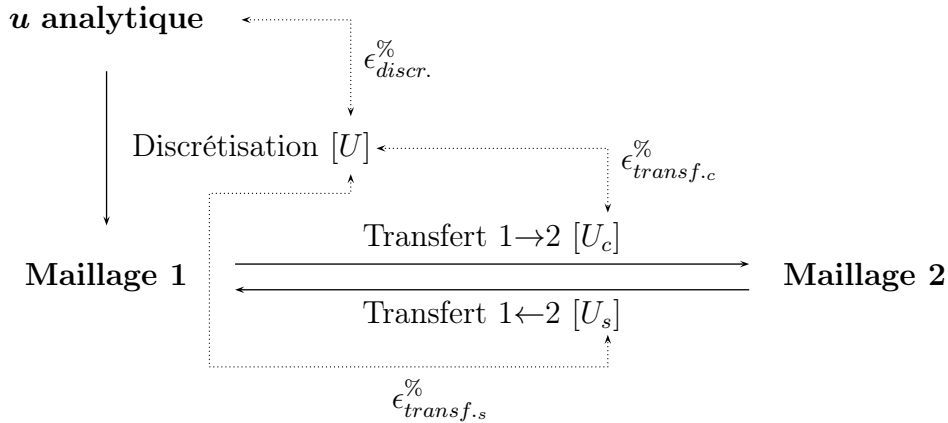 u analytique
ϵ%discr.
Discrétisation [U]
ϵ%transf.c
Transfert 1→2 [Uc]
Maillage 1
Maillage 2
Transfert 1←2 [Us]
ϵ%transf.s